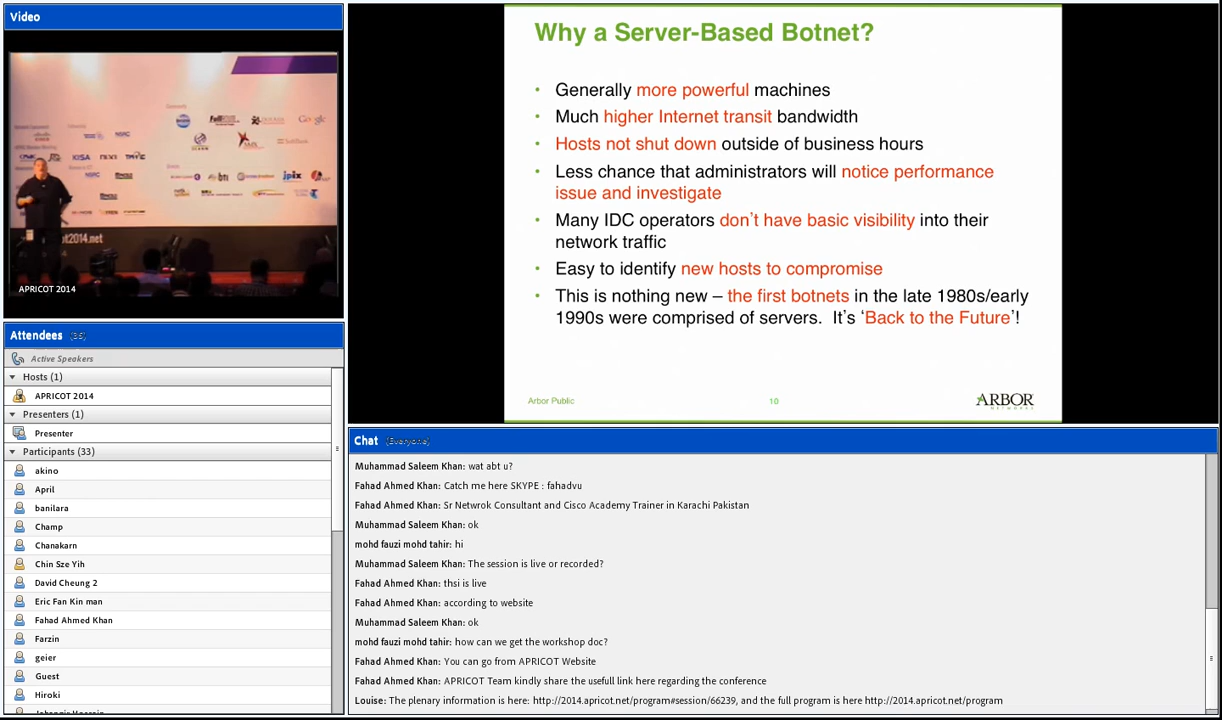 Video
APRICOT 2014
Attendees (35)
Active Speakers
Hosts (1)
APRICOT 2014
Presenters (1)
Presenter
Participants (33)
akino
April
banilara
Champ
Chanakarn
Chin Sze Yih
David Cheung 2
Eric Fan Kin man
Fahad Ahmed Khan
Farzin
geier
Guest
Hiroki
Why a Server-Based Botnet?
• Generally more powerful machines
• Much higher Internet transit bandwidth
• Hosts not shut down outside of business hours
• Less chance that administrators will notice performance
issue and investigate
• Many IDC operators don't have basic visibility into their
network traffic
• Easy to identify new hosts to compromise
• This is nothing new – the first botnets in the late 1980s/early
1990s were comprised of servers. It's ‘Back to the Future’!
Arbor Public 10 ARBOR
NETWORKS
Chat (Everyone)
Muhammad Saleem Khan: wat abt u?
Fahad Ahmed Khan: Catch me here SKYPE : fahadvu
Fahad Ahmed Khan: Sr Netwrok Consultant and Cisco Academy Trainer in Karachi Pakistan
Muhammad Saleem Khan: ok
mohd fauzi mohd tahir: hi
Muhammad Saleem Khan: The session is live or recorded?
Fahad Ahmed Khan: thsi is live
Fahad Ahmed Khan: according to website
Muhammad Saleem Khan: ok
mohd fauzi mohd tahir: how can we get the workshop doc?
Fahad Ahmed Khan: You can go from APRICOT Website
Fahad Ahmed Khan: APRICOT Team kindly share the usefull link here regarding the conference
Louise: The plenary information is here: http://2014.apricot.net/program#session/66239, and the full program is here http://2014.apricot.net/program